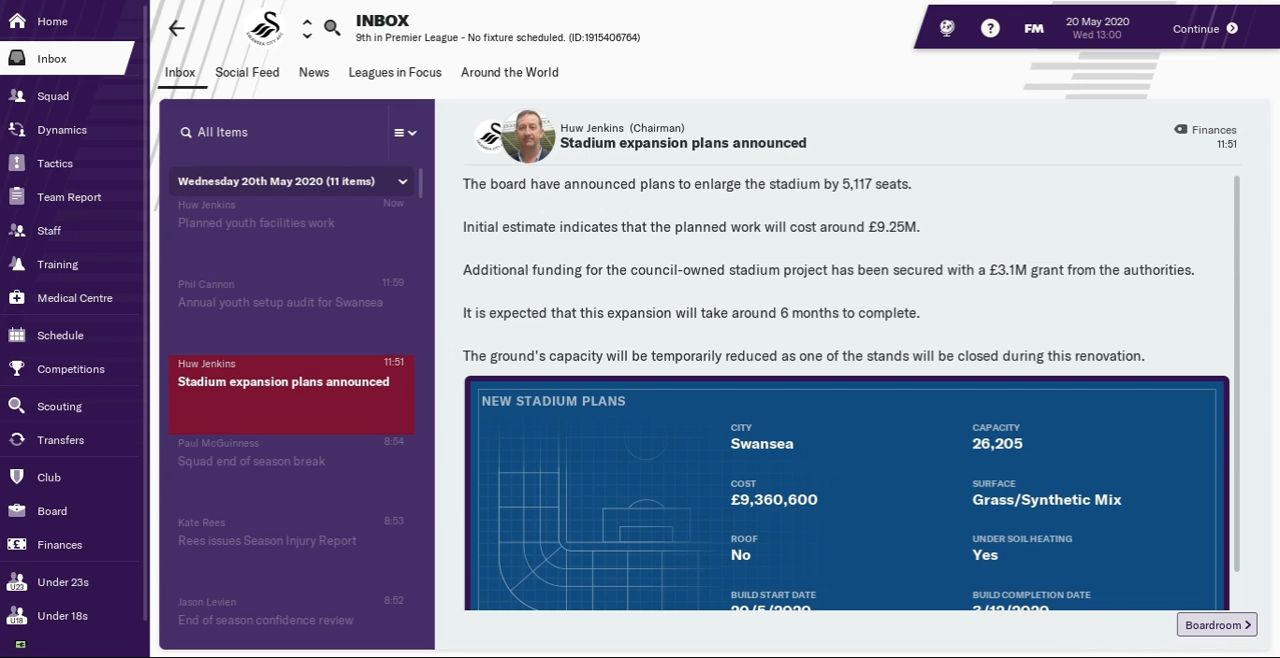 Home
Inbox
Squad
Dynamics
Tactics
Team Report
Staff
Training
Medical Centre
Schedule
Competitions
Scouting
Transfers
Club
Board
Finances
U23
Under 23s
U18
Under 18s
INBOX
9th in Premier League - No fixture scheduled. (ID:1915406764)
FM
20 May 2020
Wed 13:00
Continue
Inbox
Social Feed
News
Leagues in Focus
Around the World
All Items
Wednesday 20th May 2020 (11 items)
Huw Jenkins
Now
Planned youth facilities work
Phil Cannon
11:59
Annual youth setup audit for Swansea
Huw Jenkins
11:51
Stadium expansion plans announced
Paul McGuinness
8:54
Squad end of season break
Kate Rees
8:53
Rees issues Season Injury Report
Jason Levien
8:52
End of season confidence review
Huw Jenkins (Chairman)
Stadium expansion plans announced
Finances
11:51
The board have announced plans to enlarge the stadium by 5,117 seats.
Initial estimate indicates that the planned work will cost around £9.25M.
Additional funding for the council-owned stadium project has been secured with a £3.1M grant from the authorities.
It is expected that this expansion will take around 6 months to complete.
The ground's capacity will be temporarily reduced as one of the stands will be closed during this renovation.
NEW STADIUM PLANS
CITY
Swansea
CAPACITY
26,205
COST
£9,360,600
SURFACE
Grass/Synthetic Mix
ROOF
No
UNDER SOIL HEATING
Yes
BUILD START DATE
20/5/2020
BUILD COMPLETION DATE
3/12/2020
Boardroom